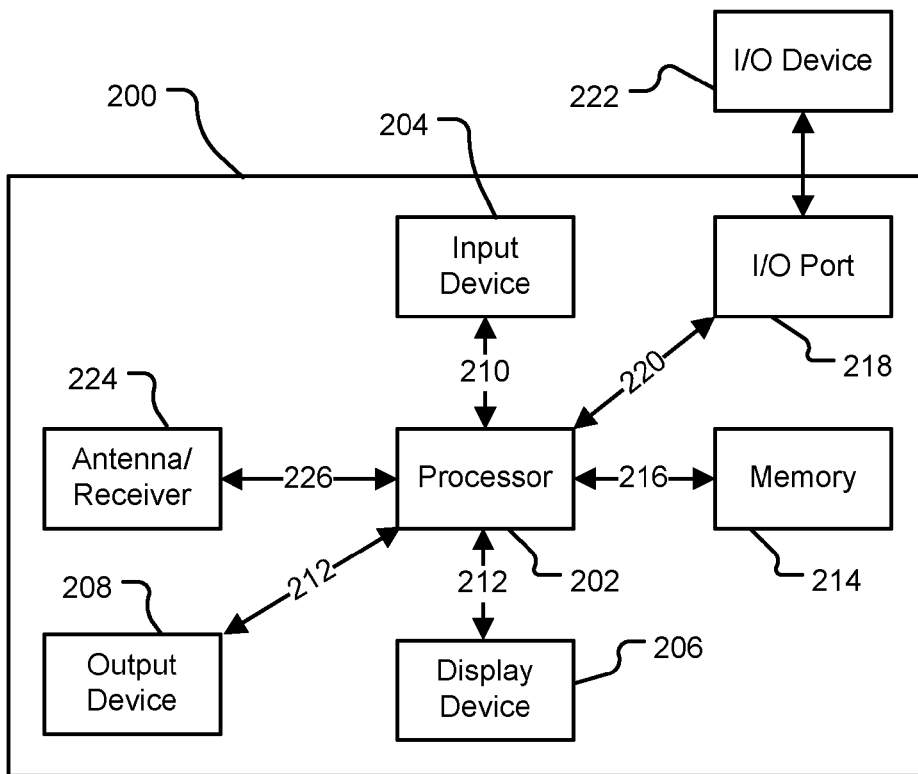 I/O Device
222
200
204
Input
Device
I/O Port
210
220
218
224
Antenna/
Receiver
226
Processor
216
Memory
212
212
202
214
208
Output
Device
Display
Device
206